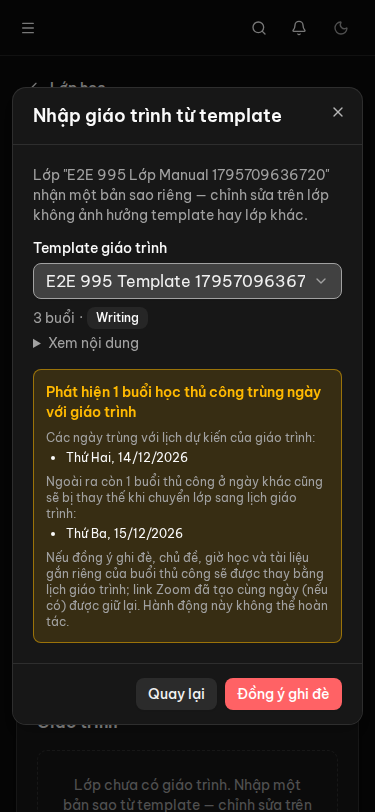 Lớp học
Nhập giáo trình từ template
Lớp "E2E 995 Lớp Manual 1795709636720"
nhận một bản sao riêng — chỉnh sửa trên lớp
không ảnh hưởng template hay lớp khác.
Template giáo trình
E2E 995 Template 17957096367
3 buổi · Writing
Xem nội dung
Phát hiện 1 buổi học thủ công trùng ngày
với giáo trình
Các ngày trùng với lịch dự kiến của giáo trình:
• Thứ Hai, 14/12/2026
Ngoài ra còn 1 buổi thủ công ở ngày khác cũng
sẽ bị thay thế khi chuyển lớp sang lịch giáo
trình:
• Thứ Ba, 15/12/2026
Nếu đồng ý ghi đè, chủ đề, giờ học và tài liệu
gắn riêng của buổi thủ công sẽ được thay bằng
lịch giáo trình; link Zoom đã tạo cùng ngày (nếu
có) được giữ lại. Hành động này không thể hoàn
tác.
Quay lại
Đồng ý ghi đè
Giáo trình
Lớp chưa có giáo trình. Nhập một
bản sao từ template — chỉnh sửa trên